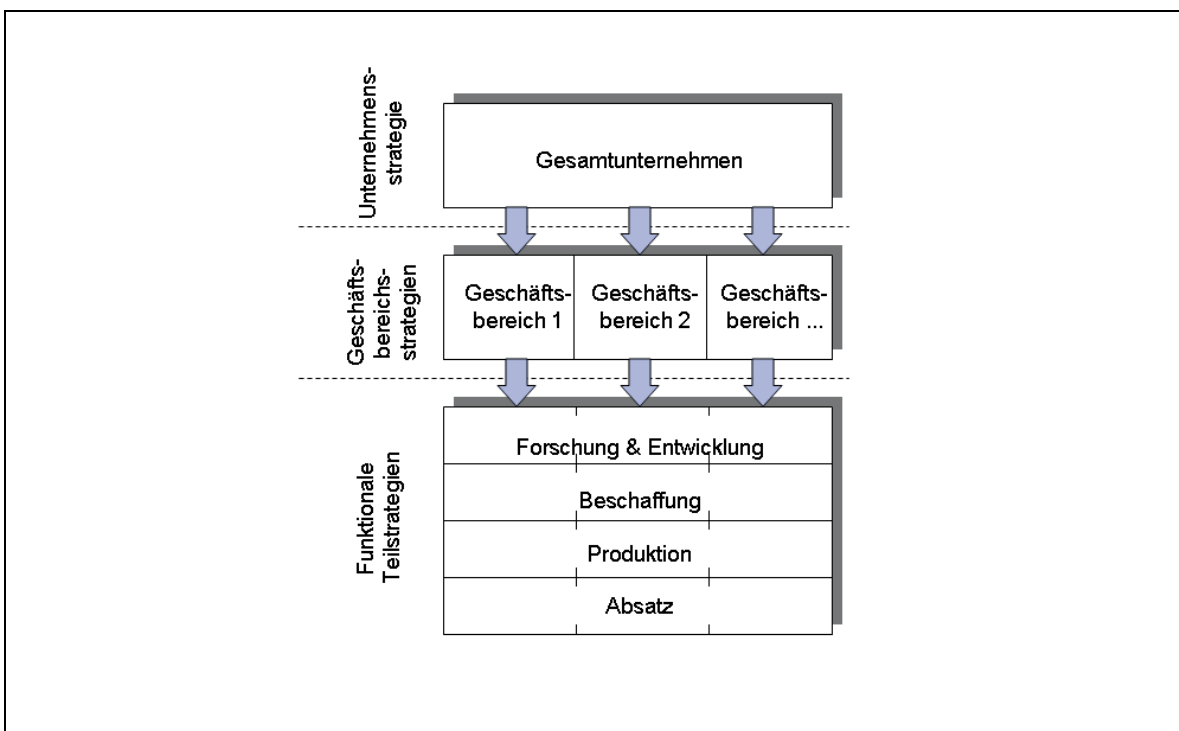 Unternehmens-
strategie
Gesamtunternehmen
Geschäfts-
bereichs-
strategien
Geschäfts-
bereich 1
Geschäfts-
bereich 2
Geschäfts-
bereich ...
Funktionale
Teilstrategien
Forschung & Entwicklung
Beschaffung
Produktion
Absatz